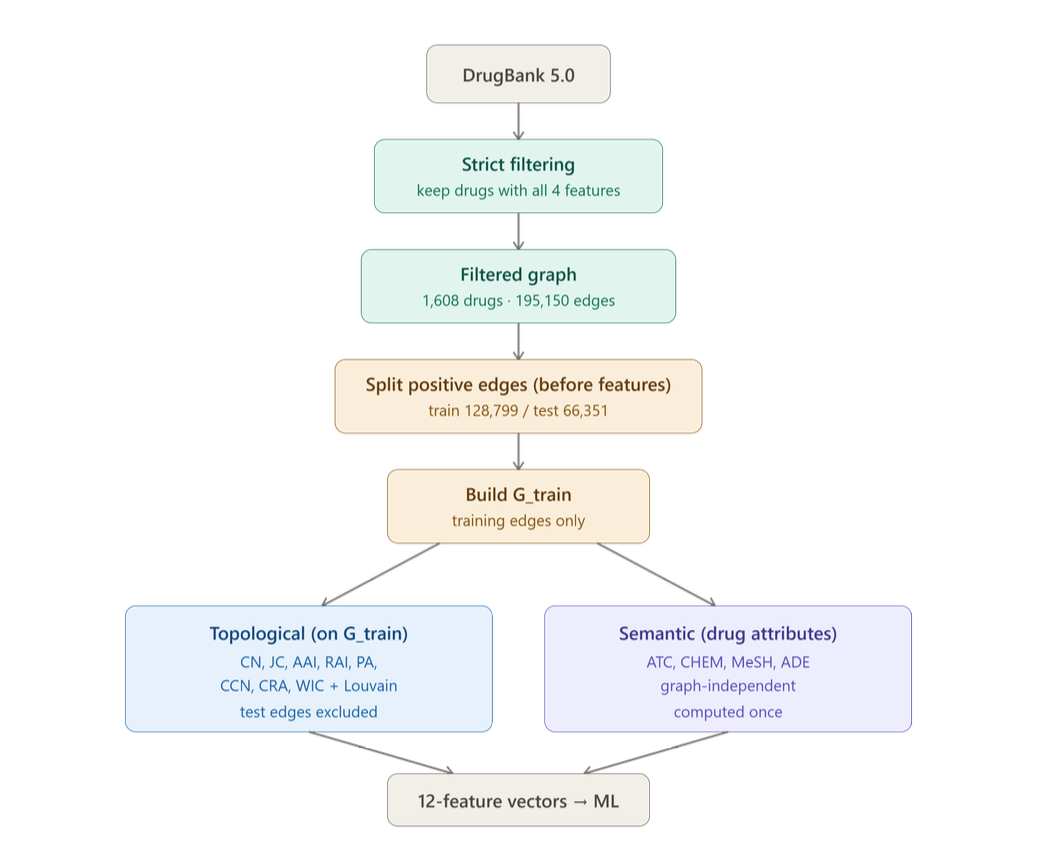 DrugBank 5.0
Strict filtering
keep drugs with all 4 features
Filtered graph
1,608 drugs · 195,150 edges
Split positive edges (before features)
train 128,799 / test 66,351
Build G_train
training edges only
Topological (on G_train)
CN, JC, AAI, RAI, PA,
CCN, CRA, WIC + Louvain
test edges excluded
Semantic (drug attributes)
ATC, CHEM, MeSH, ADE
graph-independent
computed once
12-feature vectors → ML